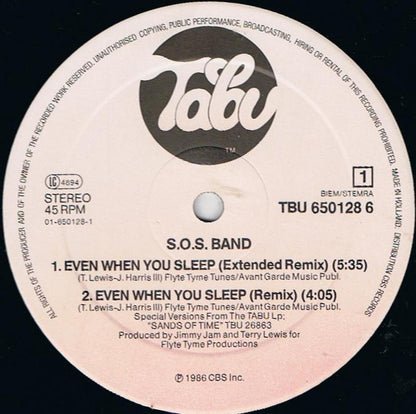 ALL RIGHTS OF THE PRODUCER AND OF THE OWNER OF THE RECORDED WORK RESERVED. UNAUTHORISED COPYING, PUBLIC PERFORMANCE, BROADCASTING, HIRING OR RENTAL OF THIS RECORDING PROHIBITED. MADE IN HOLLAND. DISTRIBUTION CBS RECORDS
Tabu
TM
LC 4694
STEREO
45 RPM
01-650128-1
1
BIEM/STEMRA
TBU 650128 6
S.O.S. BAND
1. EVEN WHEN YOU SLEEP (Extended Remix) (5:35)
(T. Lewis-J. Harris III) Flyte Tyme Tunes/Avant Garde Music Publ.
2. EVEN WHEN YOU SLEEP (Remix) (4:05)
(T. Lewis-J. Harris III) Flyte Tyme Tunes/Avant Garde Music Publ.
Special Versions From The TABU Lp;
"SANDS OF TIME" TBU 26863
Produced by Jimmy Jam and Terry Lewis for
Flyte Tyme Productions
℗ 1986 CBS Inc.